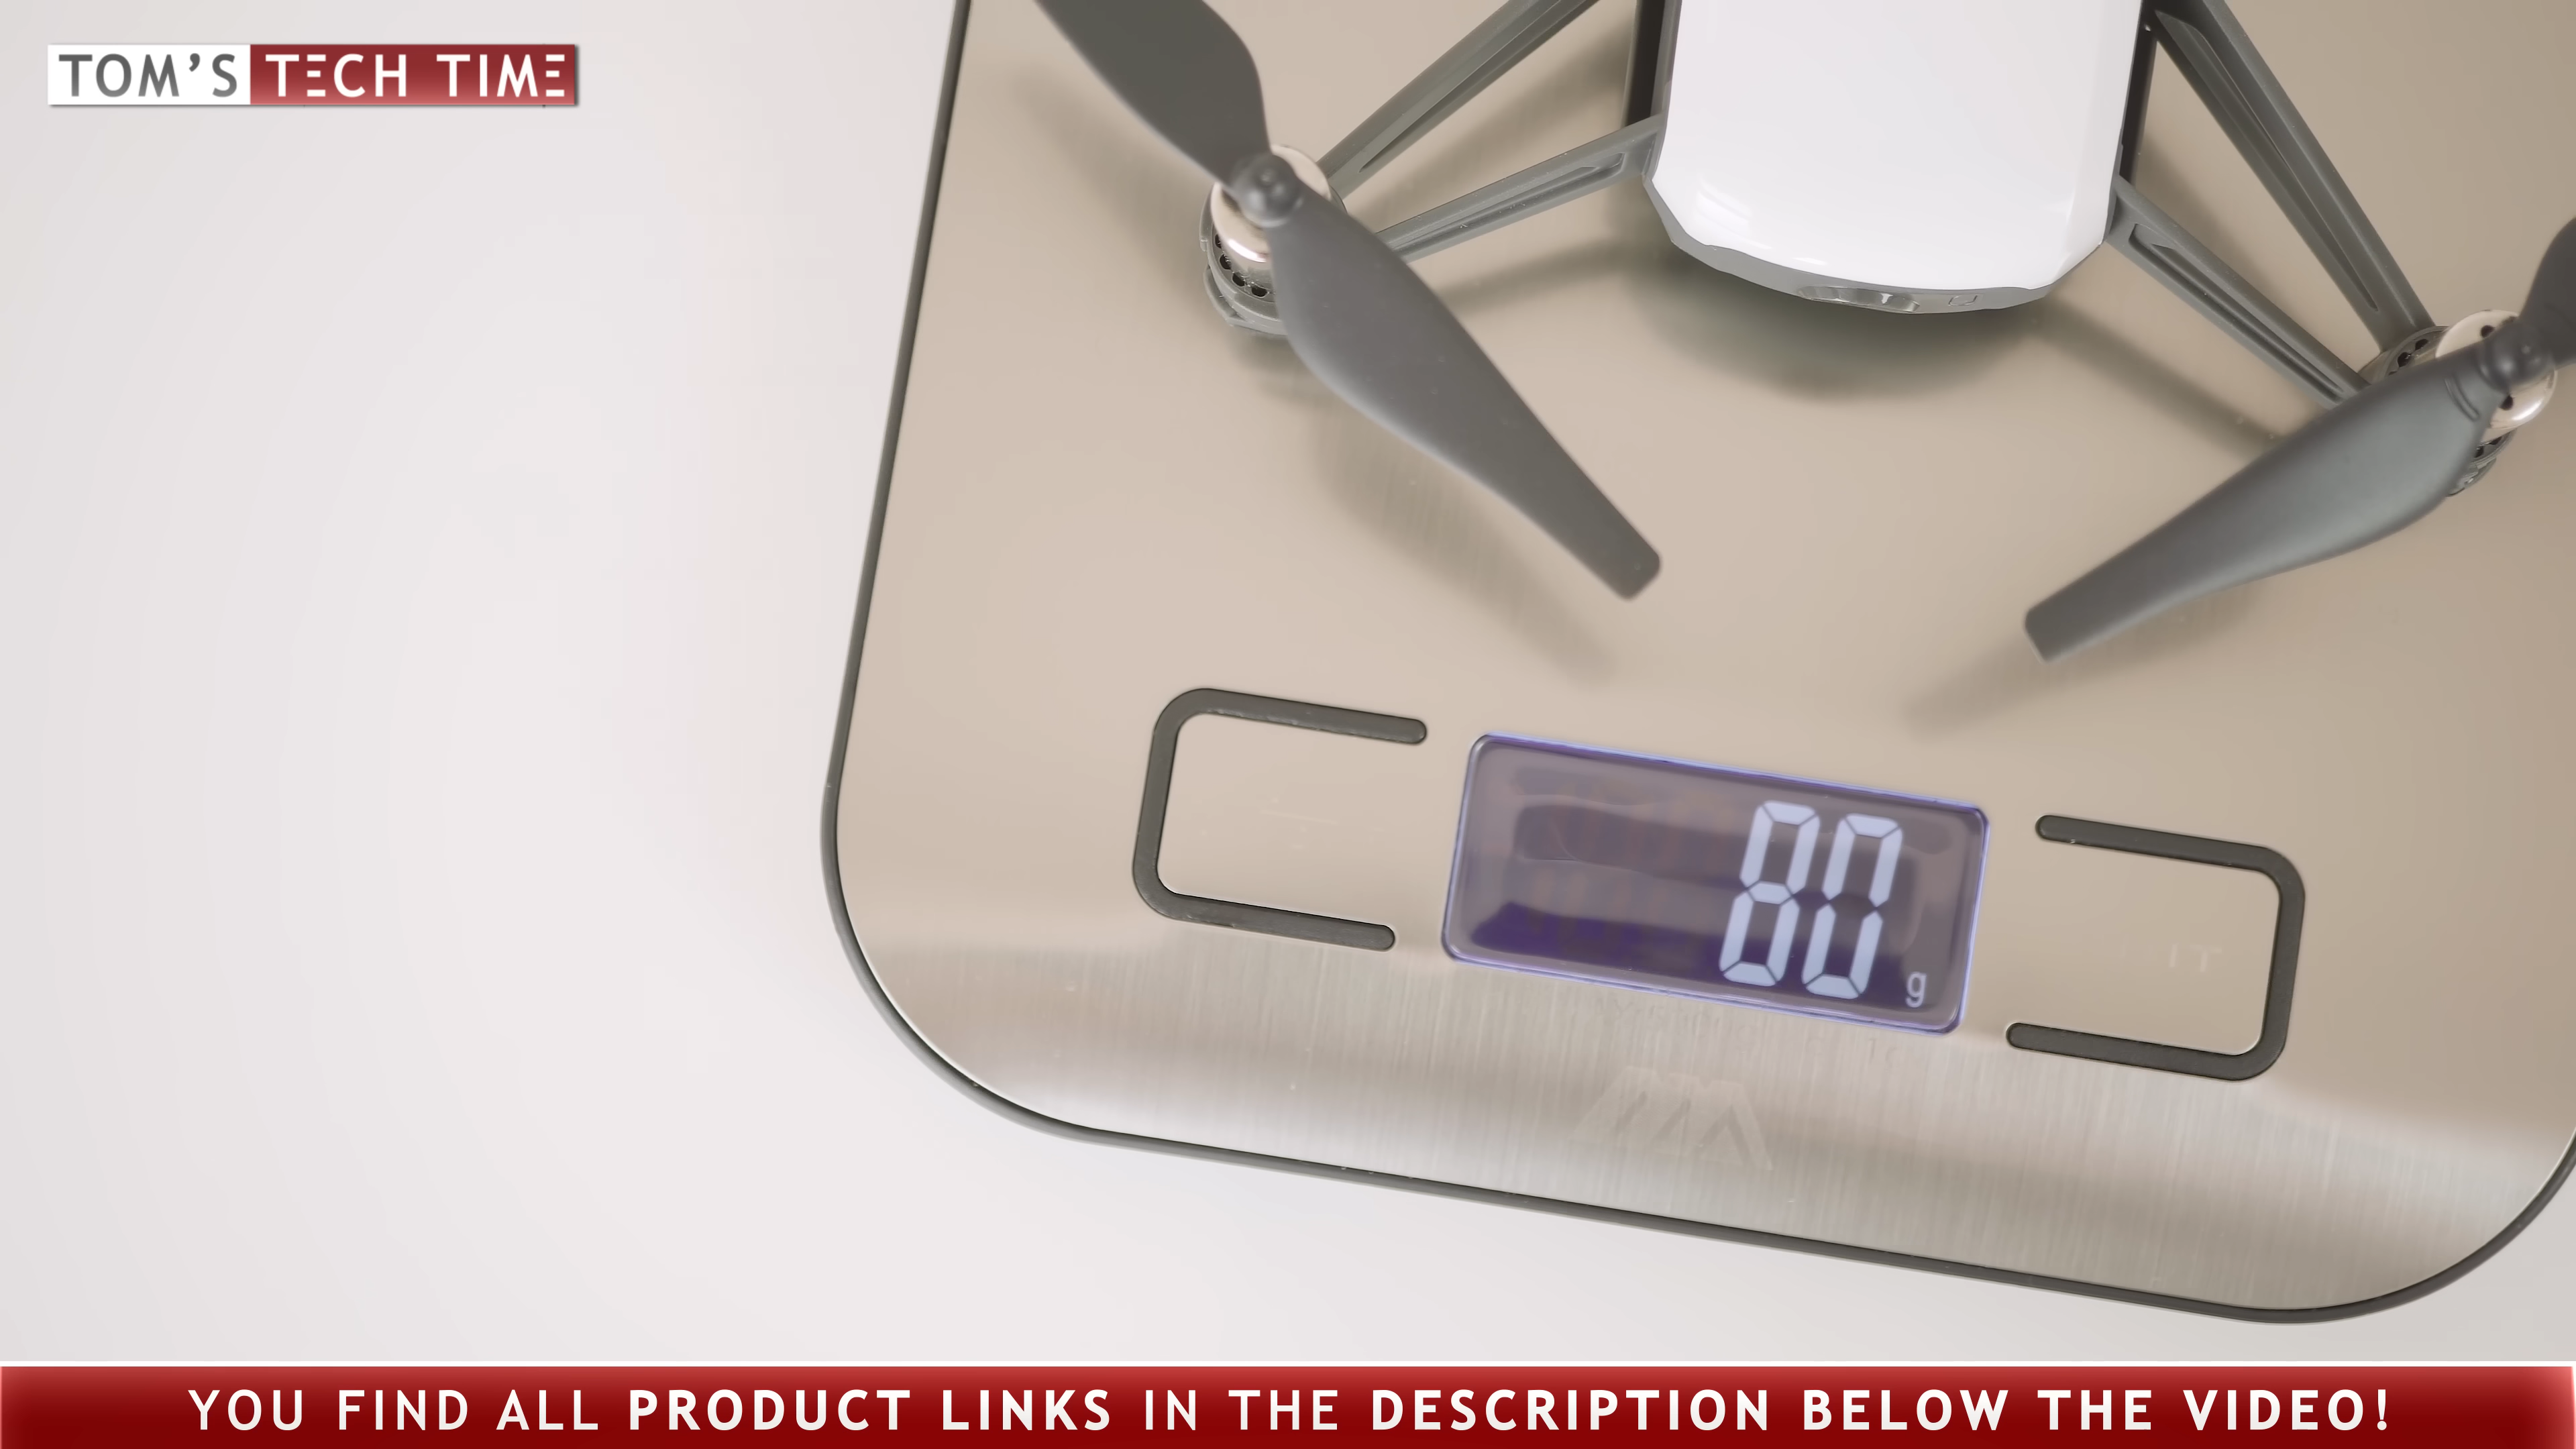 TOM'S TECH TIME
80 g
YOU FIND ALL PRODUCT LINKS IN THE DESCRIPTION BELOW THE VIDEO!